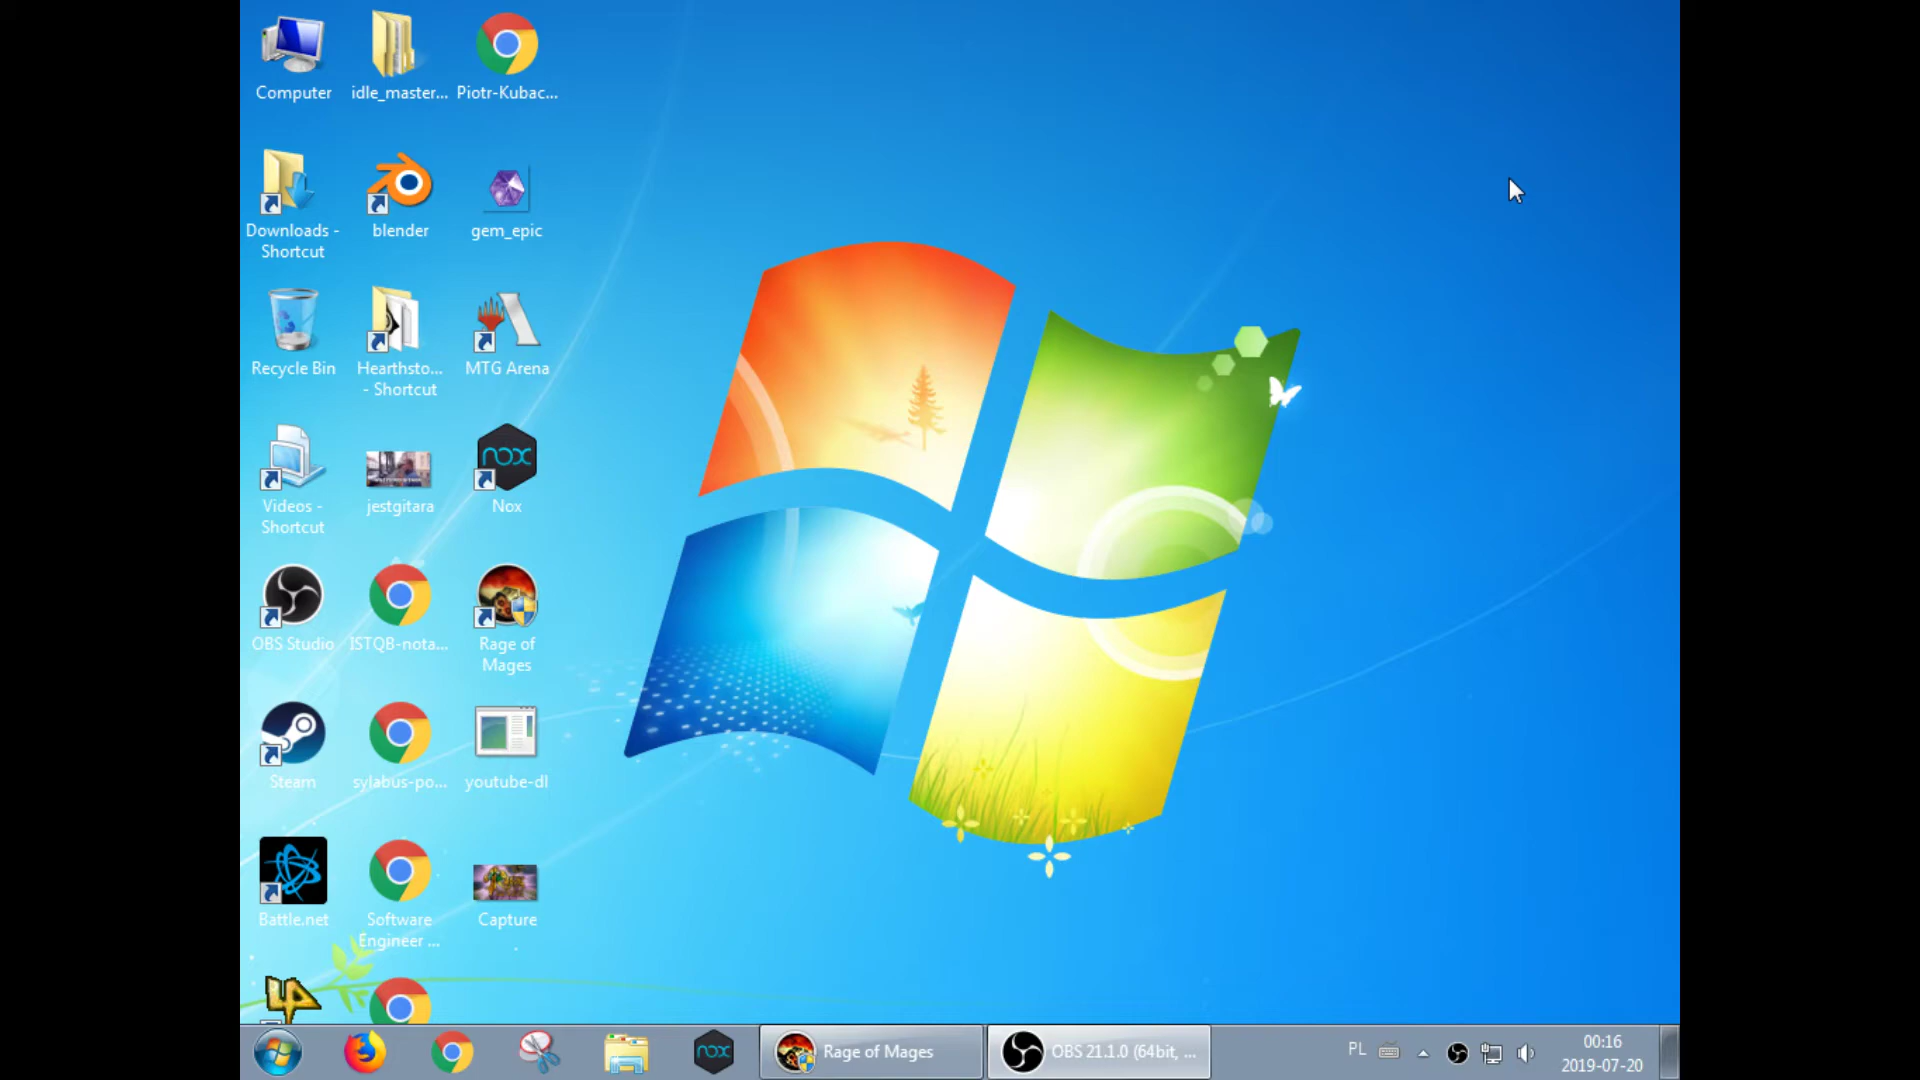 Computer
idle_master...
Piotr-Kubac...
Downloads -
Shortcut
blender
gem_epic
Recycle Bin
Hearthsto...
- Shortcut
MTG Arena
Videos -
Shortcut
jestgitara
nox
Nox
OBS Studio
ISTQB-nota...
Rage of
Mages
Steam
sylabus-po...
youtube-dl
Battle.net
Software
Engineer ...
Capture
nox
Rage of Mages
OBS 21.1.0 (64bit, ...
PL
00:16
2019-07-20